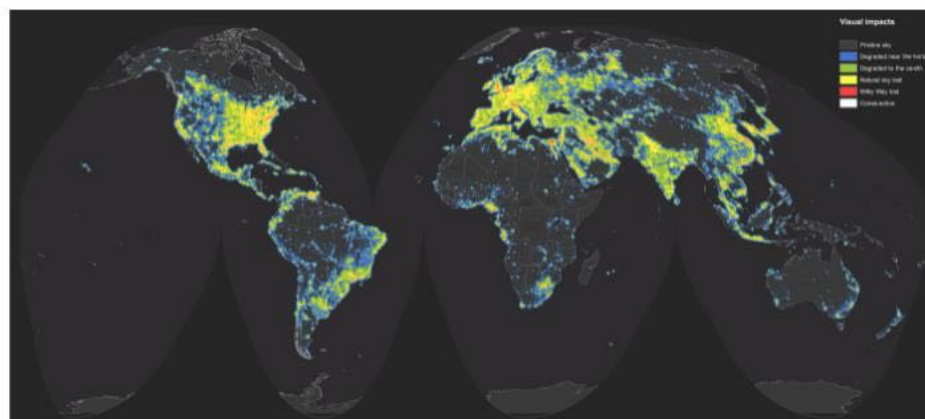 Visual impacts
Pristine sky
Degraded near the horizon
Degraded to the zenith
Natural sky lost
Milky Way lost
Cones active